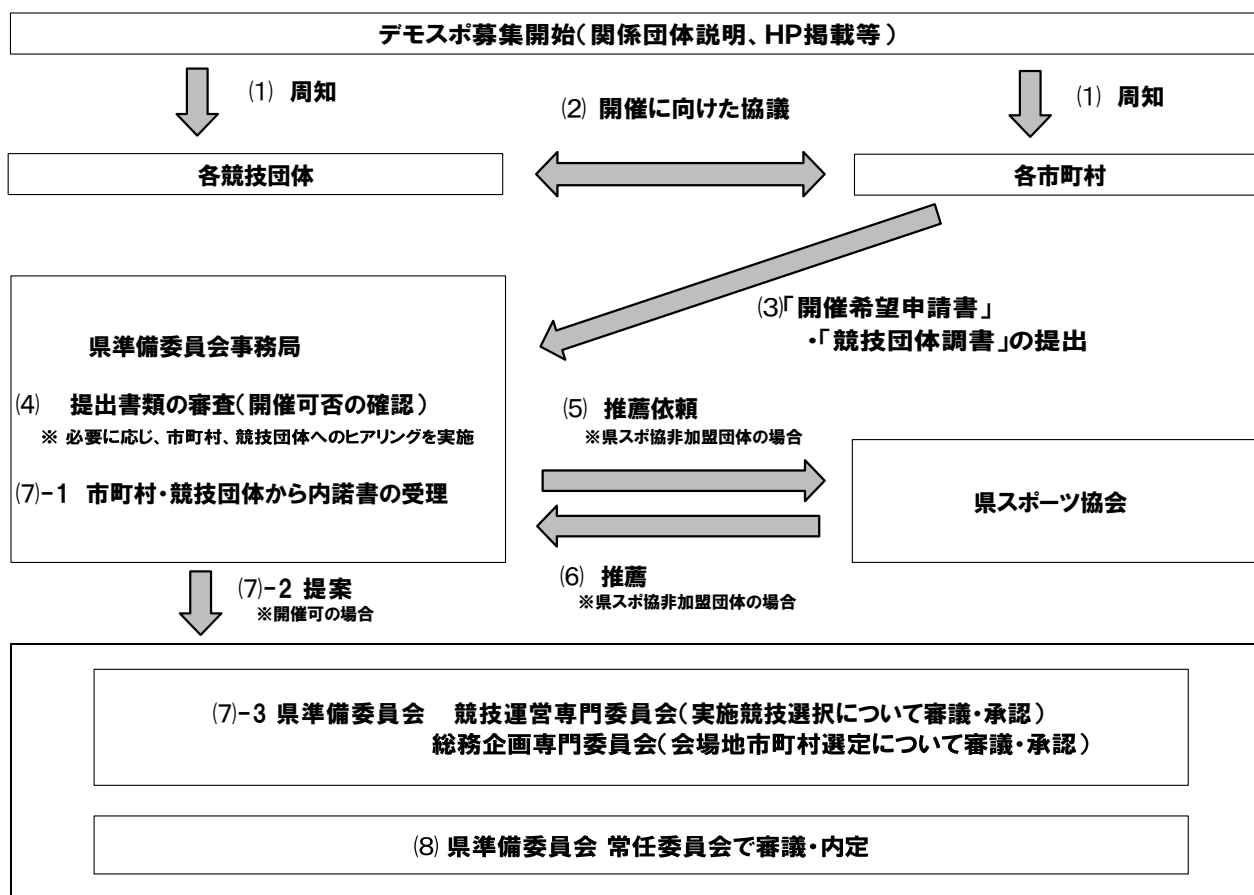 デモスポ募集開始(関係団体説明、HP掲載等)
⑴ 周知
⑵ 開催に向けた協議
⑴ 周知
各競技団体
各市町村
⑶「開催希望申請書」
・「競技団体調書」の提出
県準備委員会事務局
⑷ 提出書類の審査(開催可否の確認)
※ 必要に応じ、市町村、競技団体へのヒアリングを実施
⑺-1 市町村・競技団体から内諾書の受理
⑸ 推薦依頼
※県スポ協非加盟団体の場合
県スポーツ協会
⑹ 推薦
※県スポ協非加盟団体の場合
⑺-2 提案
※開催可の場合
⑺-3 県準備委員会 競技運営専門委員会(実施競技選択について審議・承認)
総務企画専門委員会(会場地市町村選定について審議・承認)
⑻ 県準備委員会 常任委員会で審議・内定